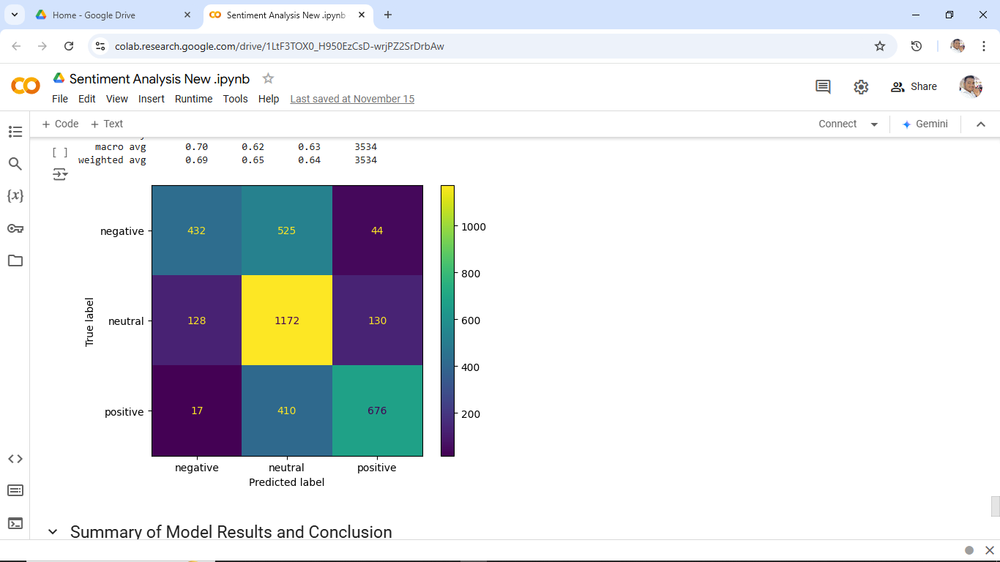 Home - Google Drive
Sentiment Analysis New .ipynb
colab.research.google.com/drive/1LtF3TOX0_H950EzCsD-wrjPZ2SrDrbAw
Sentiment Analysis New .ipynb
File Edit View Insert Runtime Tools Help Last saved at November 15
Share
+ Code + Text
Connect
Gemini
macro avg 0.70 0.62 0.63 3534
[ ]
weighted avg 0.69 0.65 0.64 3534
{x}
negative 432 525 44
neutral 128 1172 130
positive 17 410 676
True label
negative neutral positive
Predicted label
1000
800
600
400
200
Summary of Model Results and Conclusion